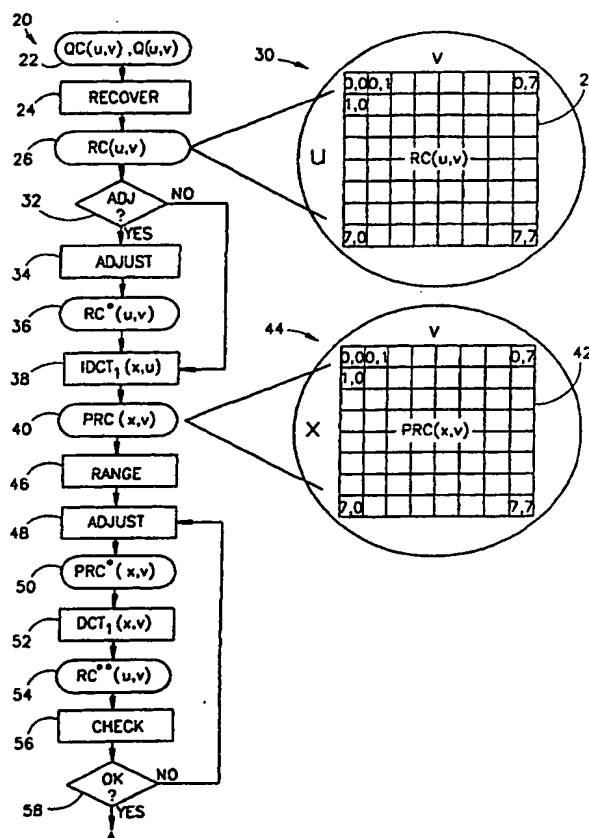 20
QC(u,v),Q(u,v)
22
RECOVER
24
RC(u,v)
26
ADJ
?
NO
32
YES
ADJUST
34
RC*(u,v)
36
IDCT₁(x,u)
38
PRC(x,v)
40
RANGE
46
ADJUST
48
PRC*(x,v)
50
DCT₁(x,v)
52
RC**(u,v)
54
CHECK
56
OK
?
NO
58
YES
A
30
v
2
0,0 0,1 0,7
1,0
u
RC(u,v)
7,0 7,7
44
v
42
0,0 0,1 0,7
1,0
x
PRC(x,v)
7,0 7,7